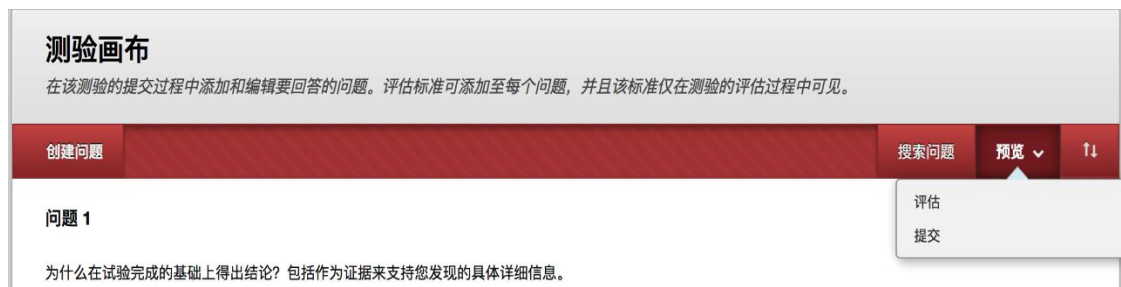 测验画布
在该测验的提交过程中添加和编辑要回答的问题。评估标准可添加至每个问题，并且该标准仅在测验的评估过程中可见。
创建问题 搜索问题 预览
评估
提交
问题 1
为什么在试验完成的基础上得出结论？包括作为证据来支持您发现的具体详细信息。